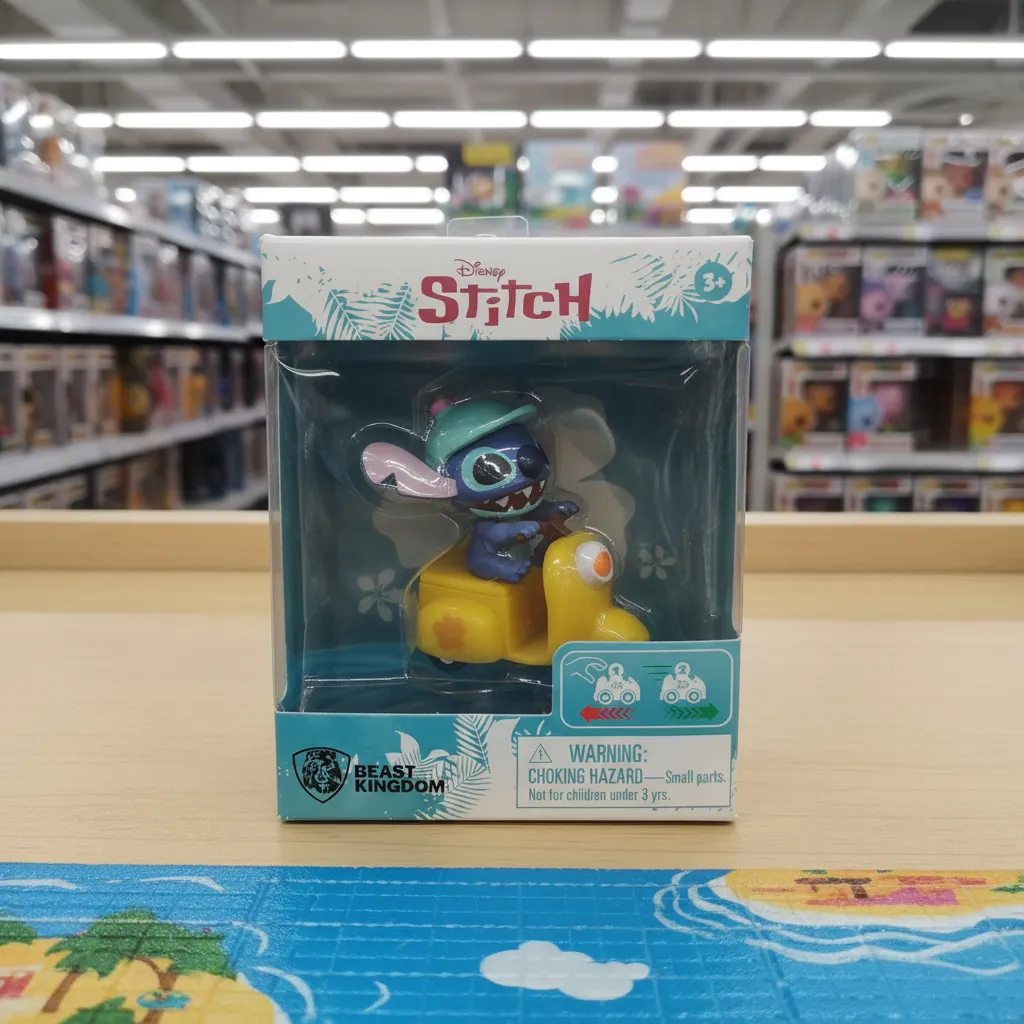 Disney
Stitch
3+
WARNING:
CHOKING HAZARD—Small parts.
Not for children under 3 yrs.
BEAST
KINGDOM